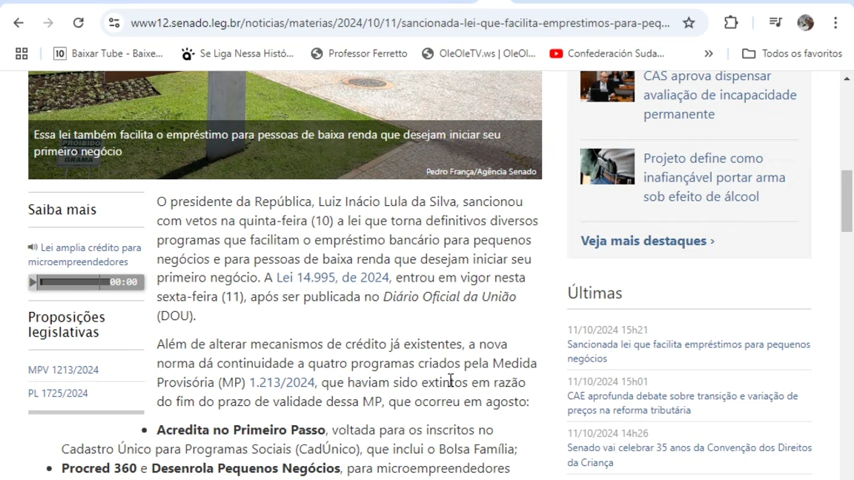 www12.senado.leg.br/noticias/materias/2024/10/11/sancionada-lei-que-facilita-emprestimos-para-peq...
Baixar Tube - Baixe...
Se Liga Nessa Histó...
Professor Ferretto
OleOleTV.ws | OleOl...
Confederación Suda...
»
Todos os favoritos
Essa lei também facilita o empréstimo para pessoas de baixa renda que desejam iniciar seu
primeiro negócio
PROIBIDO
GRAMA
Pedro França/Agência Senado
Saiba mais
Lei amplia crédito para
microempreendedores
00:00
Proposições
legislativas
MPV 1213/2024
PL 1725/2024
O presidente da República, Luiz Inácio Lula da Silva, sancionou
com vetos na quinta-feira (10) a lei que torna definitivos diversos
programas que facilitam o empréstimo bancário para pequenos
negócios e para pessoas de baixa renda que desejam iniciar seu
primeiro negócio. A Lei 14.995, de 2024, entrou em vigor nesta
sexta-feira (11), após ser publicada no Diário Oficial da União
(DOU).
Além de alterar mecanismos de crédito já existentes, a nova
norma dá continuidade a quatro programas criados pela Medida
Provisória (MP) 1.213/2024, que haviam sido extintos em razão
do fim do prazo de validade dessa MP, que ocorreu em agosto:
• Acredita no Primeiro Passo, voltada para os inscritos no
Cadastro Único para Programas Sociais (CadÚnico), que inclui o Bolsa Família;
• Procred 360 e Desenrola Pequenos Negócios, para microempreendedores
CAS aprova dispensar
avaliação de incapacidade
permanente
Projeto define como
inafiançável portar arma
sob efeito de álcool
Veja mais destaques ›
Últimas
11/10/2024 15h21
Sancionada lei que facilita empréstimos para pequenos
negócios
11/10/2024 15h01
CAE aprofunda debate sobre transição e variação de
preços na reforma tributária
11/10/2024 14h26
Senado vai celebrar 35 anos da Convenção dos Direitos
da Criança